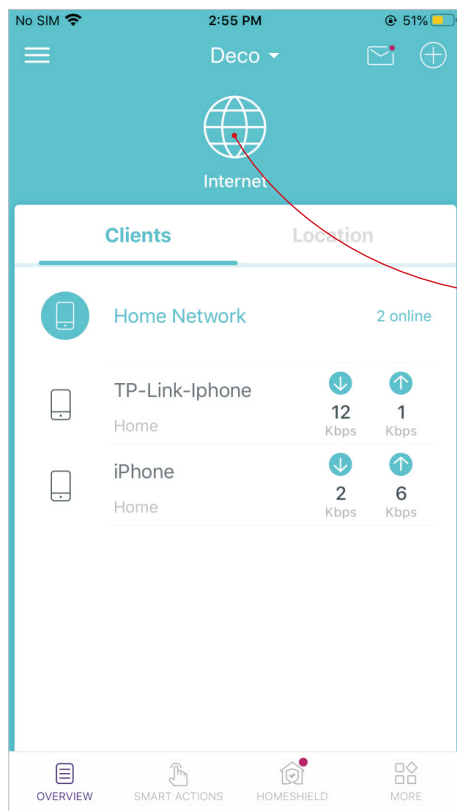 No SIM 2:55 PM 51%
Deco
Internet
Clients Location
Home Network 2 online
TP-Link-Iphone
Home
12 1
Kbps Kbps
iPhone
Home
2 6
Kbps Kbps
OVERVIEW SMART ACTIONS HOMESHIELD MORE